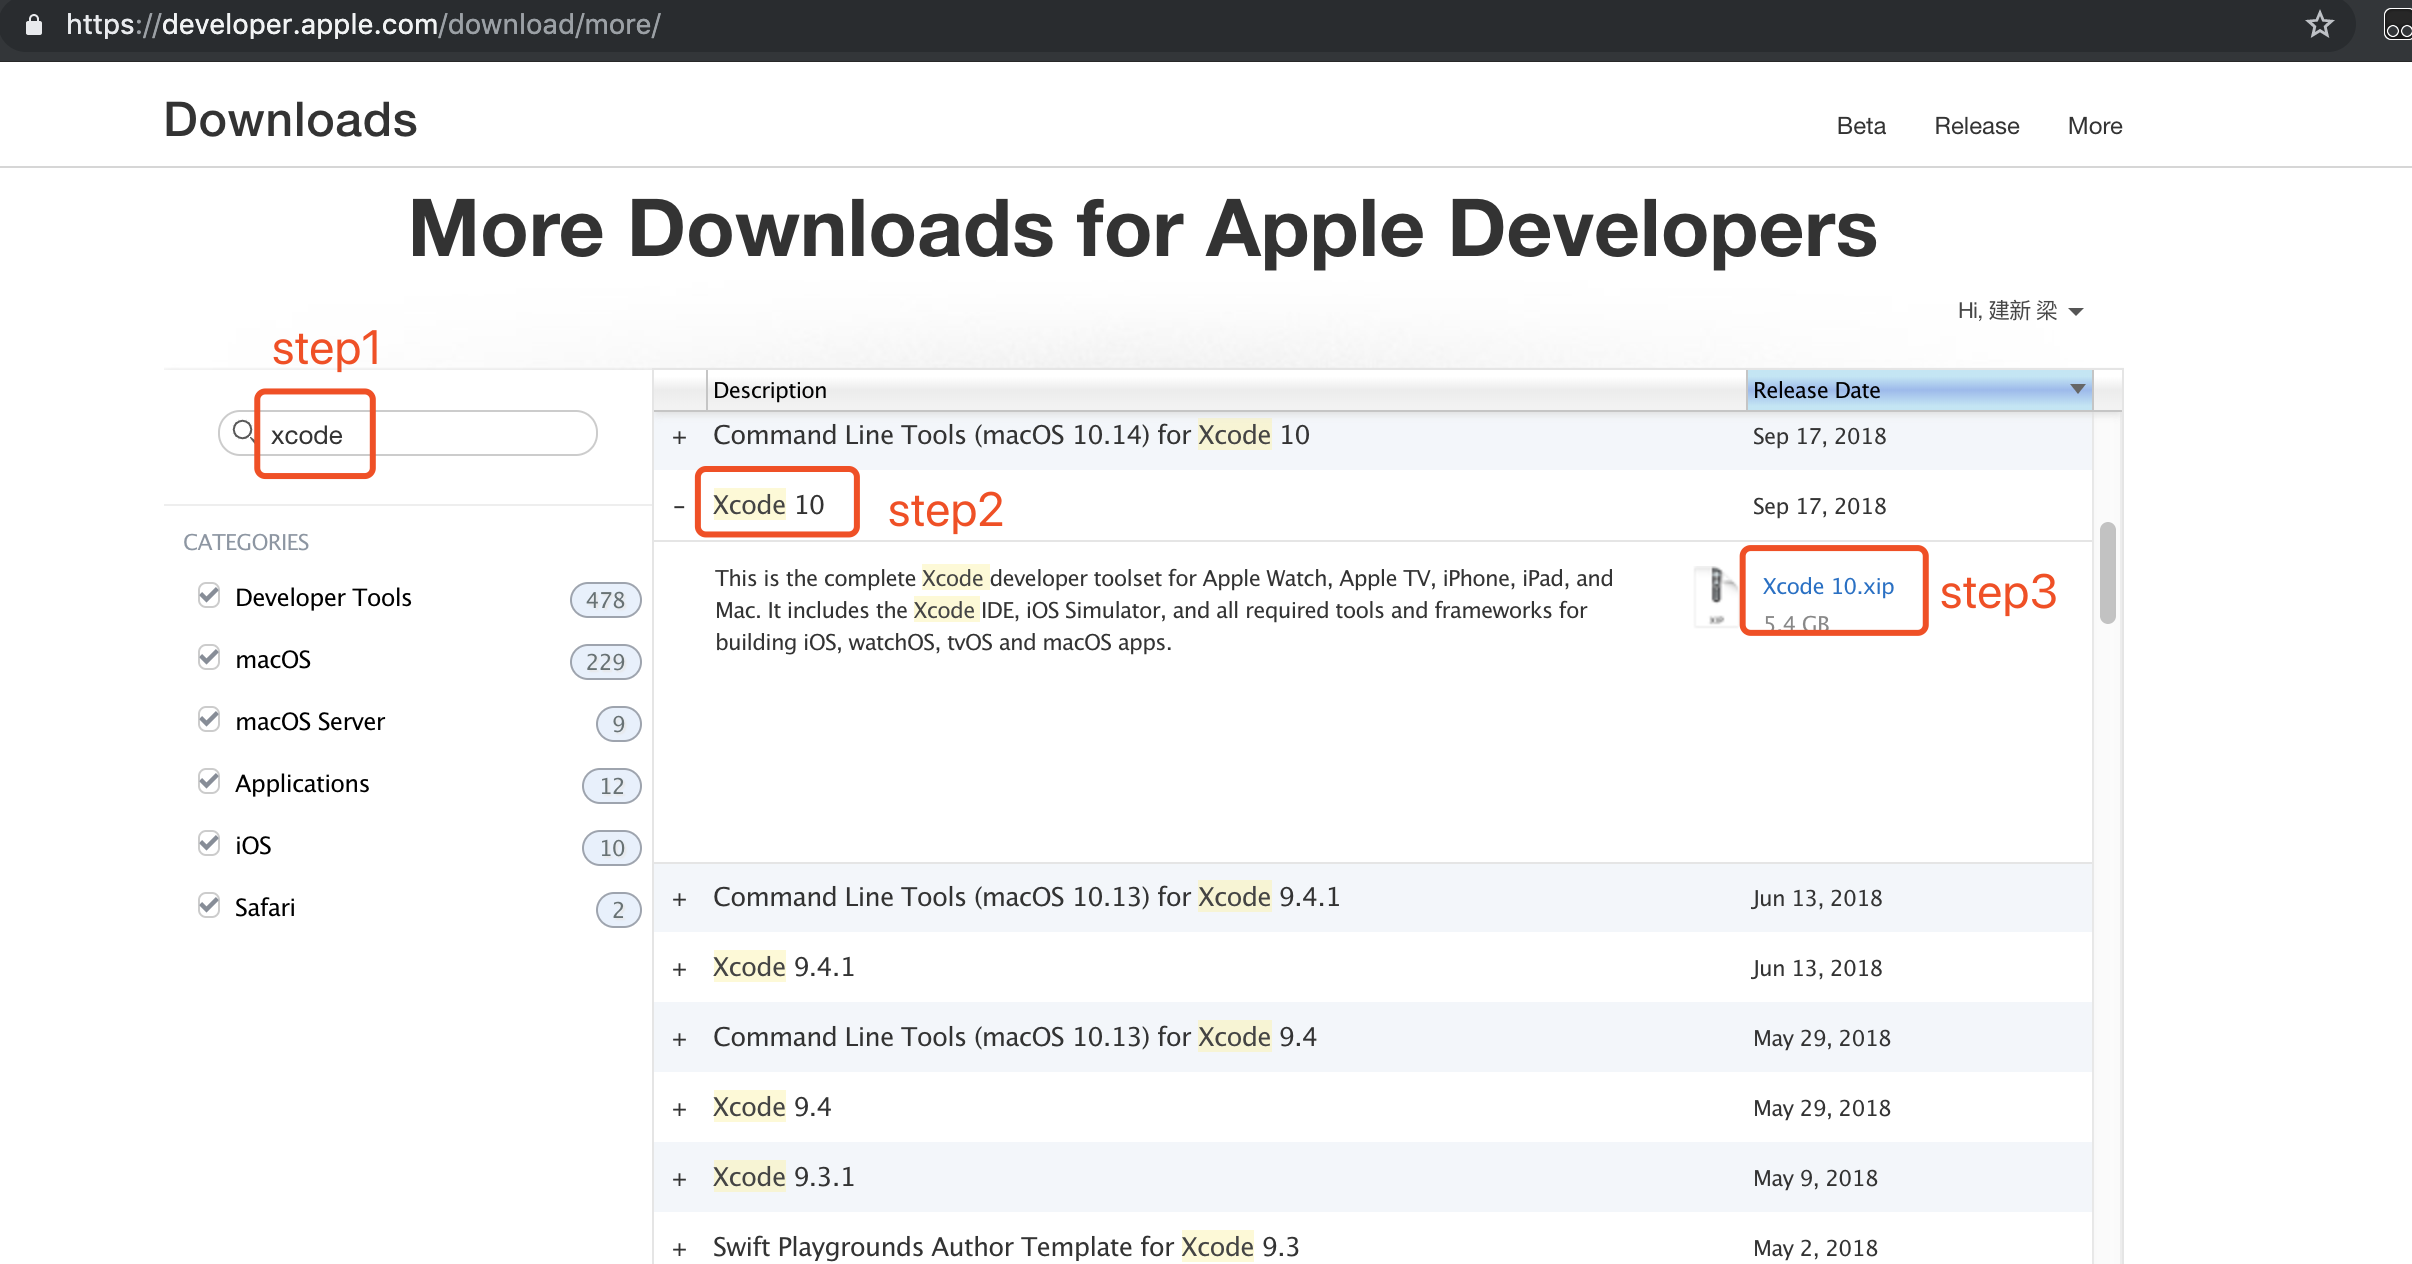 https://developer.apple.com/download/more/
Downloads
Beta Release More
More Downloads for Apple Developers
Hi, 建新 梁
step1
xcode
Description Release Date
+ Command Line Tools (macOS 10.14) for Xcode 10 Sep 17, 2018
- Xcode 10 step2 Sep 17, 2018
This is the complete Xcode developer toolset for Apple Watch, Apple TV, iPhone, iPad, and
Mac. It includes the Xcode IDE, iOS Simulator, and all required tools and frameworks for
building iOS, watchOS, tvOS and macOS apps.
XIP
Xcode 10.xip step3
5.4 GB
CATEGORIES
Developer Tools 478
macOS 229
macOS Server 9
Applications 12
iOS 10
Safari 2
+ Command Line Tools (macOS 10.13) for Xcode 9.4.1 Jun 13, 2018
+ Xcode 9.4.1 Jun 13, 2018
+ Command Line Tools (macOS 10.13) for Xcode 9.4 May 29, 2018
+ Xcode 9.4 May 29, 2018
+ Xcode 9.3.1 May 9, 2018
+ Swift Playgrounds Author Template for Xcode 9.3 May 2, 2018